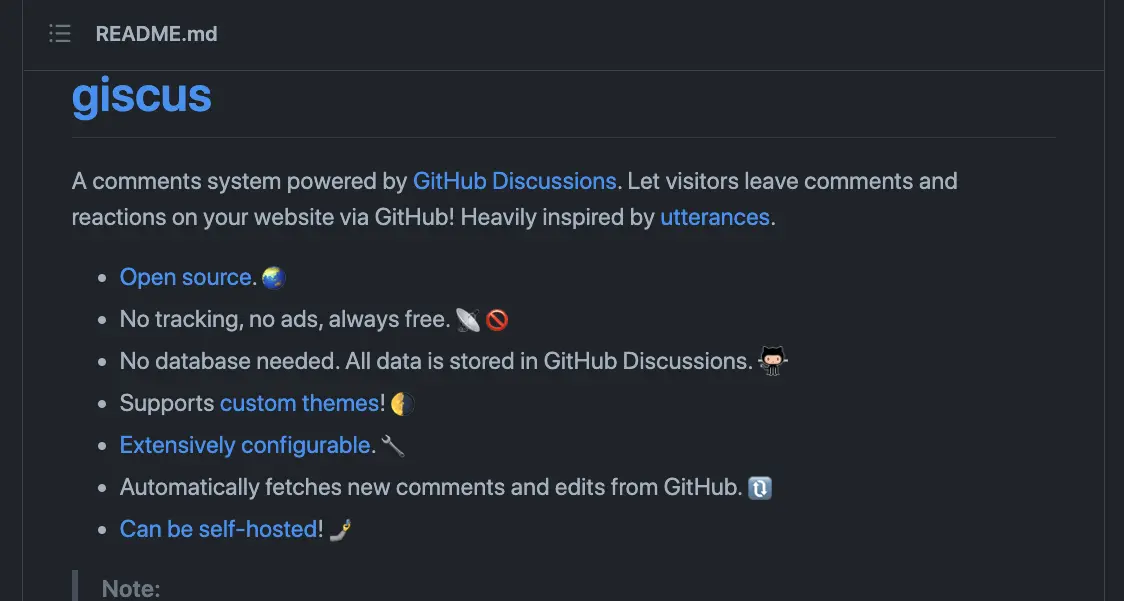 README.md
giscus
A comments system powered by GitHub Discussions. Let visitors leave comments and
reactions on your website via GitHub! Heavily inspired by utterances.
• Open source. 🌏
• No tracking, no ads, always free. 📡 🚫
• No database needed. All data is stored in GitHub Discussions.
• Supports custom themes! 🌗
• Extensively configurable. 🔧
• Automatically fetches new comments and edits from GitHub. 🔃
• Can be self-hosted! 🤳
Note: